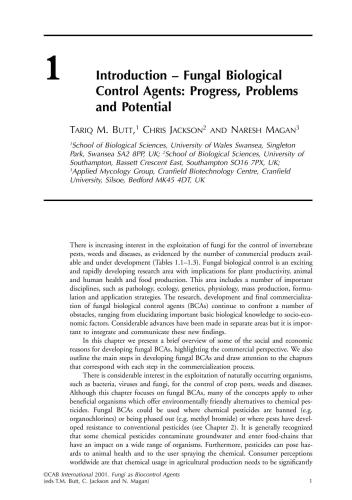 1
Introduction – Fungal Biological
Control Agents: Progress, Problems
and Potential
TARIQ M. BUTT,1 CHRIS JACKSON2 AND NARESH MAGAN3
1School of Biological Sciences, University of Wales Swansea, Singleton
Park, Swansea SA2 8PP, UK; 2School of Biological Sciences, University of
Southampton, Bassett Crescent East, Southampton SO16 7PX, UK;
3Applied Mycology Group, Cranfield Biotechnology Centre, Cranfield
University, Silsoe, Bedford MK45 4DT, UK
There is increasing interest in the exploitation of fungi for the control of invertebrate
pests, weeds and diseases, as evidenced by the number of commercial products avail-
able and under development (Tables 1.1–1.3). Fungal biological control is an exciting
and rapidly developing research area with implications for plant productivity, animal
and human health and food production. This area includes a number of important
disciplines, such as pathology, ecology, genetics, physiology, mass production, formu-
lation and application strategies. The research, development and final commercializa-
tion of fungal biological control agents (BCAs) continue to confront a number of
obstacles, ranging from elucidating important basic biological knowledge to socio-eco-
nomic factors. Considerable advances have been made in separate areas but it is impor-
tant to integrate and communicate these new findings.
In this chapter we present a brief overview of some of the social and economic
reasons for developing fungal BCAs, highlighting the commercial perspective. We also
outline the main steps in developing fungal BCAs and draw attention to the chapters
that correspond with each step in the commercialization process.
There is considerable interest in the exploitation of naturally occurring organisms,
such as bacteria, viruses and fungi, for the control of crop pests, weeds and diseases.
Although this chapter focuses on fungal BCAs, many of the concepts apply to other
beneficial organisms which offer environmentally friendly alternatives to chemical pes-
ticides. Fungal BCAs could be used where chemical pesticides are banned (e.g.
organochlorines) or being phased out (e.g. methyl bromide) or where pests have devel-
oped resistance to conventional pesticides (see Chapter 2). It is generally recognized
that some chemical pesticides contaminate groundwater and enter food-chains that
have an impact on a wide range of organisms. Furthermore, pesticides can pose haz-
ards to animal health and to the user spraying the chemical. Consumer perceptions
worldwide are that chemical usage in agricultural production needs to be significantly
©CAB International 2001. Fungi as Biocontrol Agents
(eds T.M. Butt, C. Jackson and N. Magan) 1